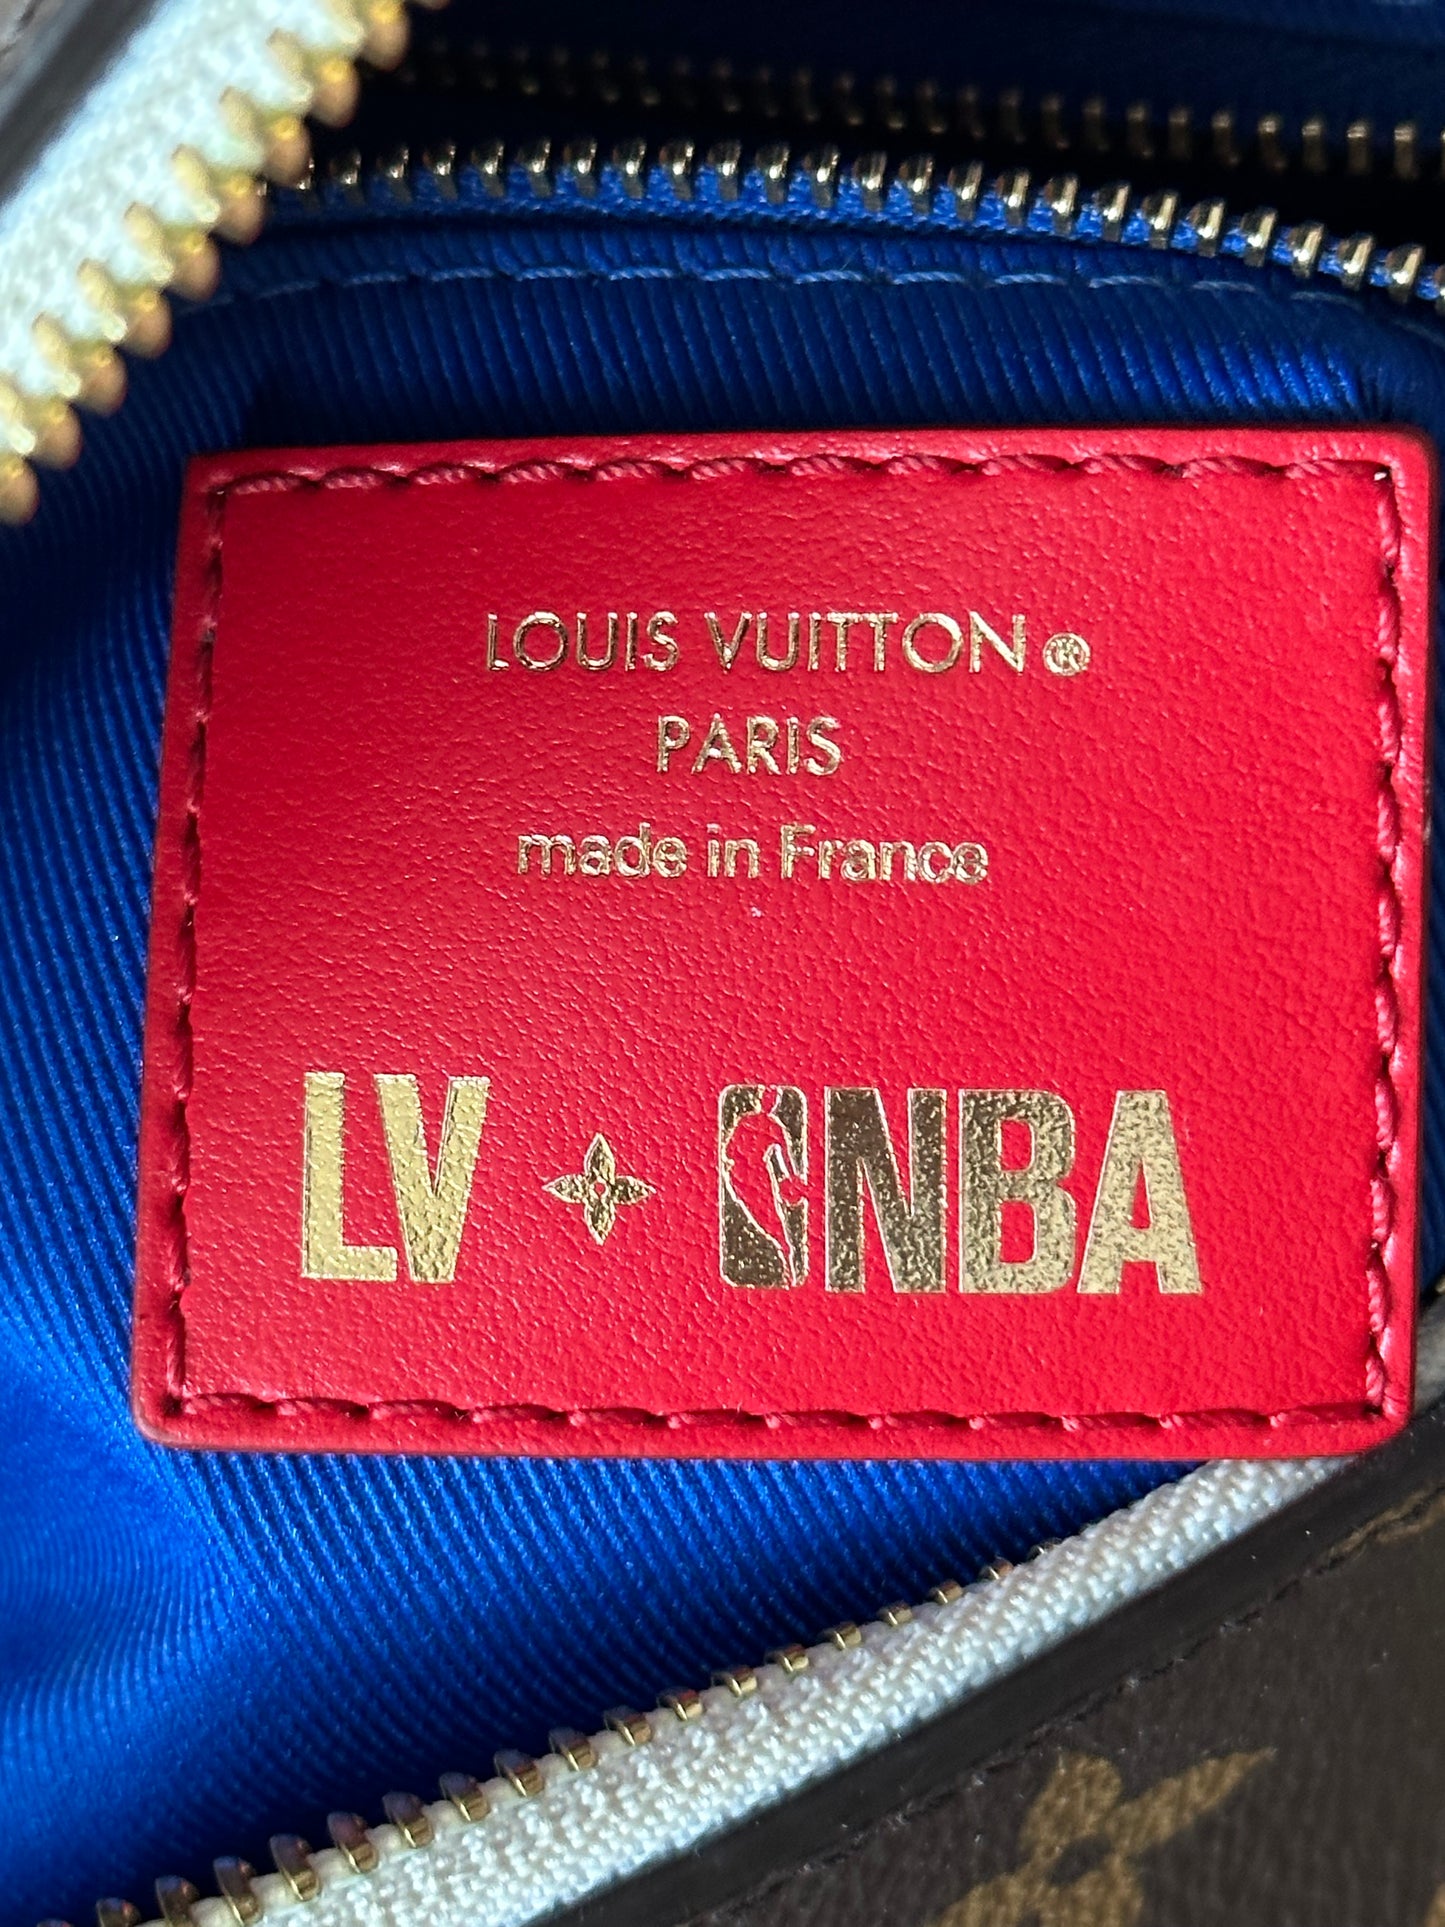 LOUIS VUITTON®
PARIS
made in France
LV NBA